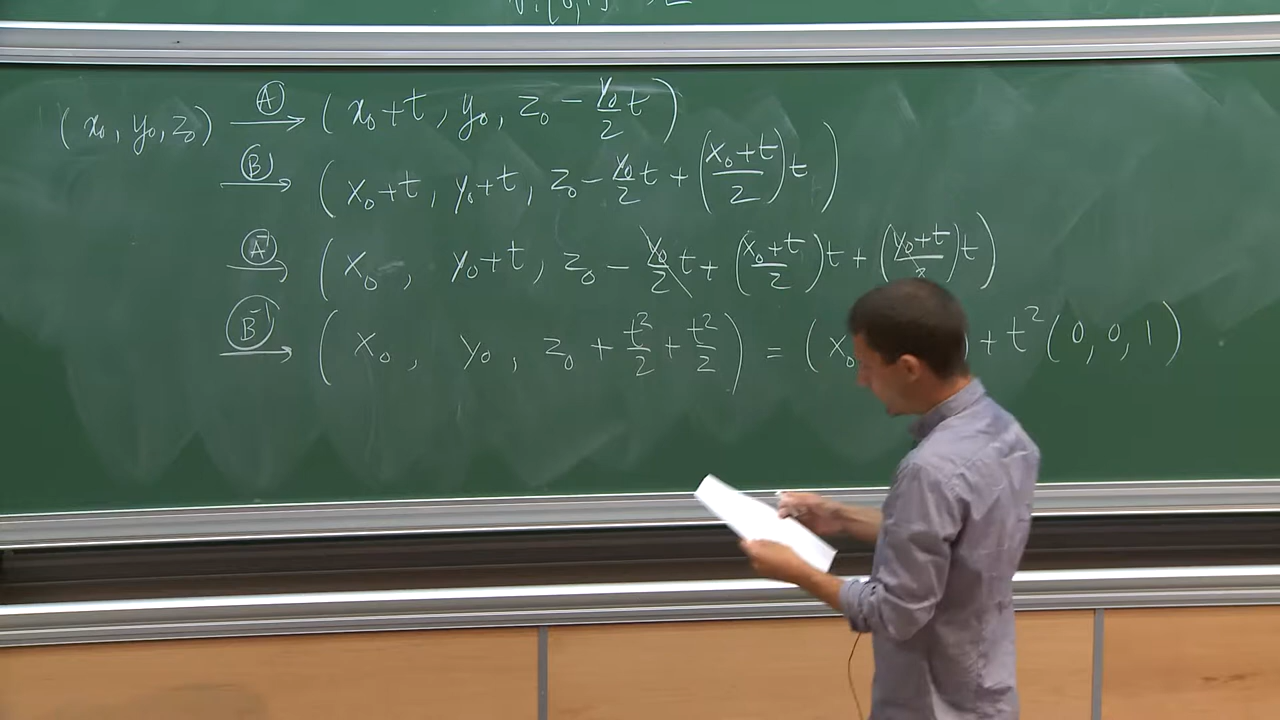 (x₀, y₀, z₀) —Ⓐ→ (x₀+t, y₀, z₀ − y₀/2 t)
—Ⓑ→ (x₀+t, y₀+t, z₀ − y₀/2 t + (x₀+t/2)t)
—A⁻¹→ (x₀, y₀+t, z₀ − y₀/2 t + (x₀+t/2)t + (y₀+t/2)t)
—B⁻¹→ (x₀, y₀, z₀ + t²/2 + t²/2) = (x₀ ) + t²(0, 0, 1)